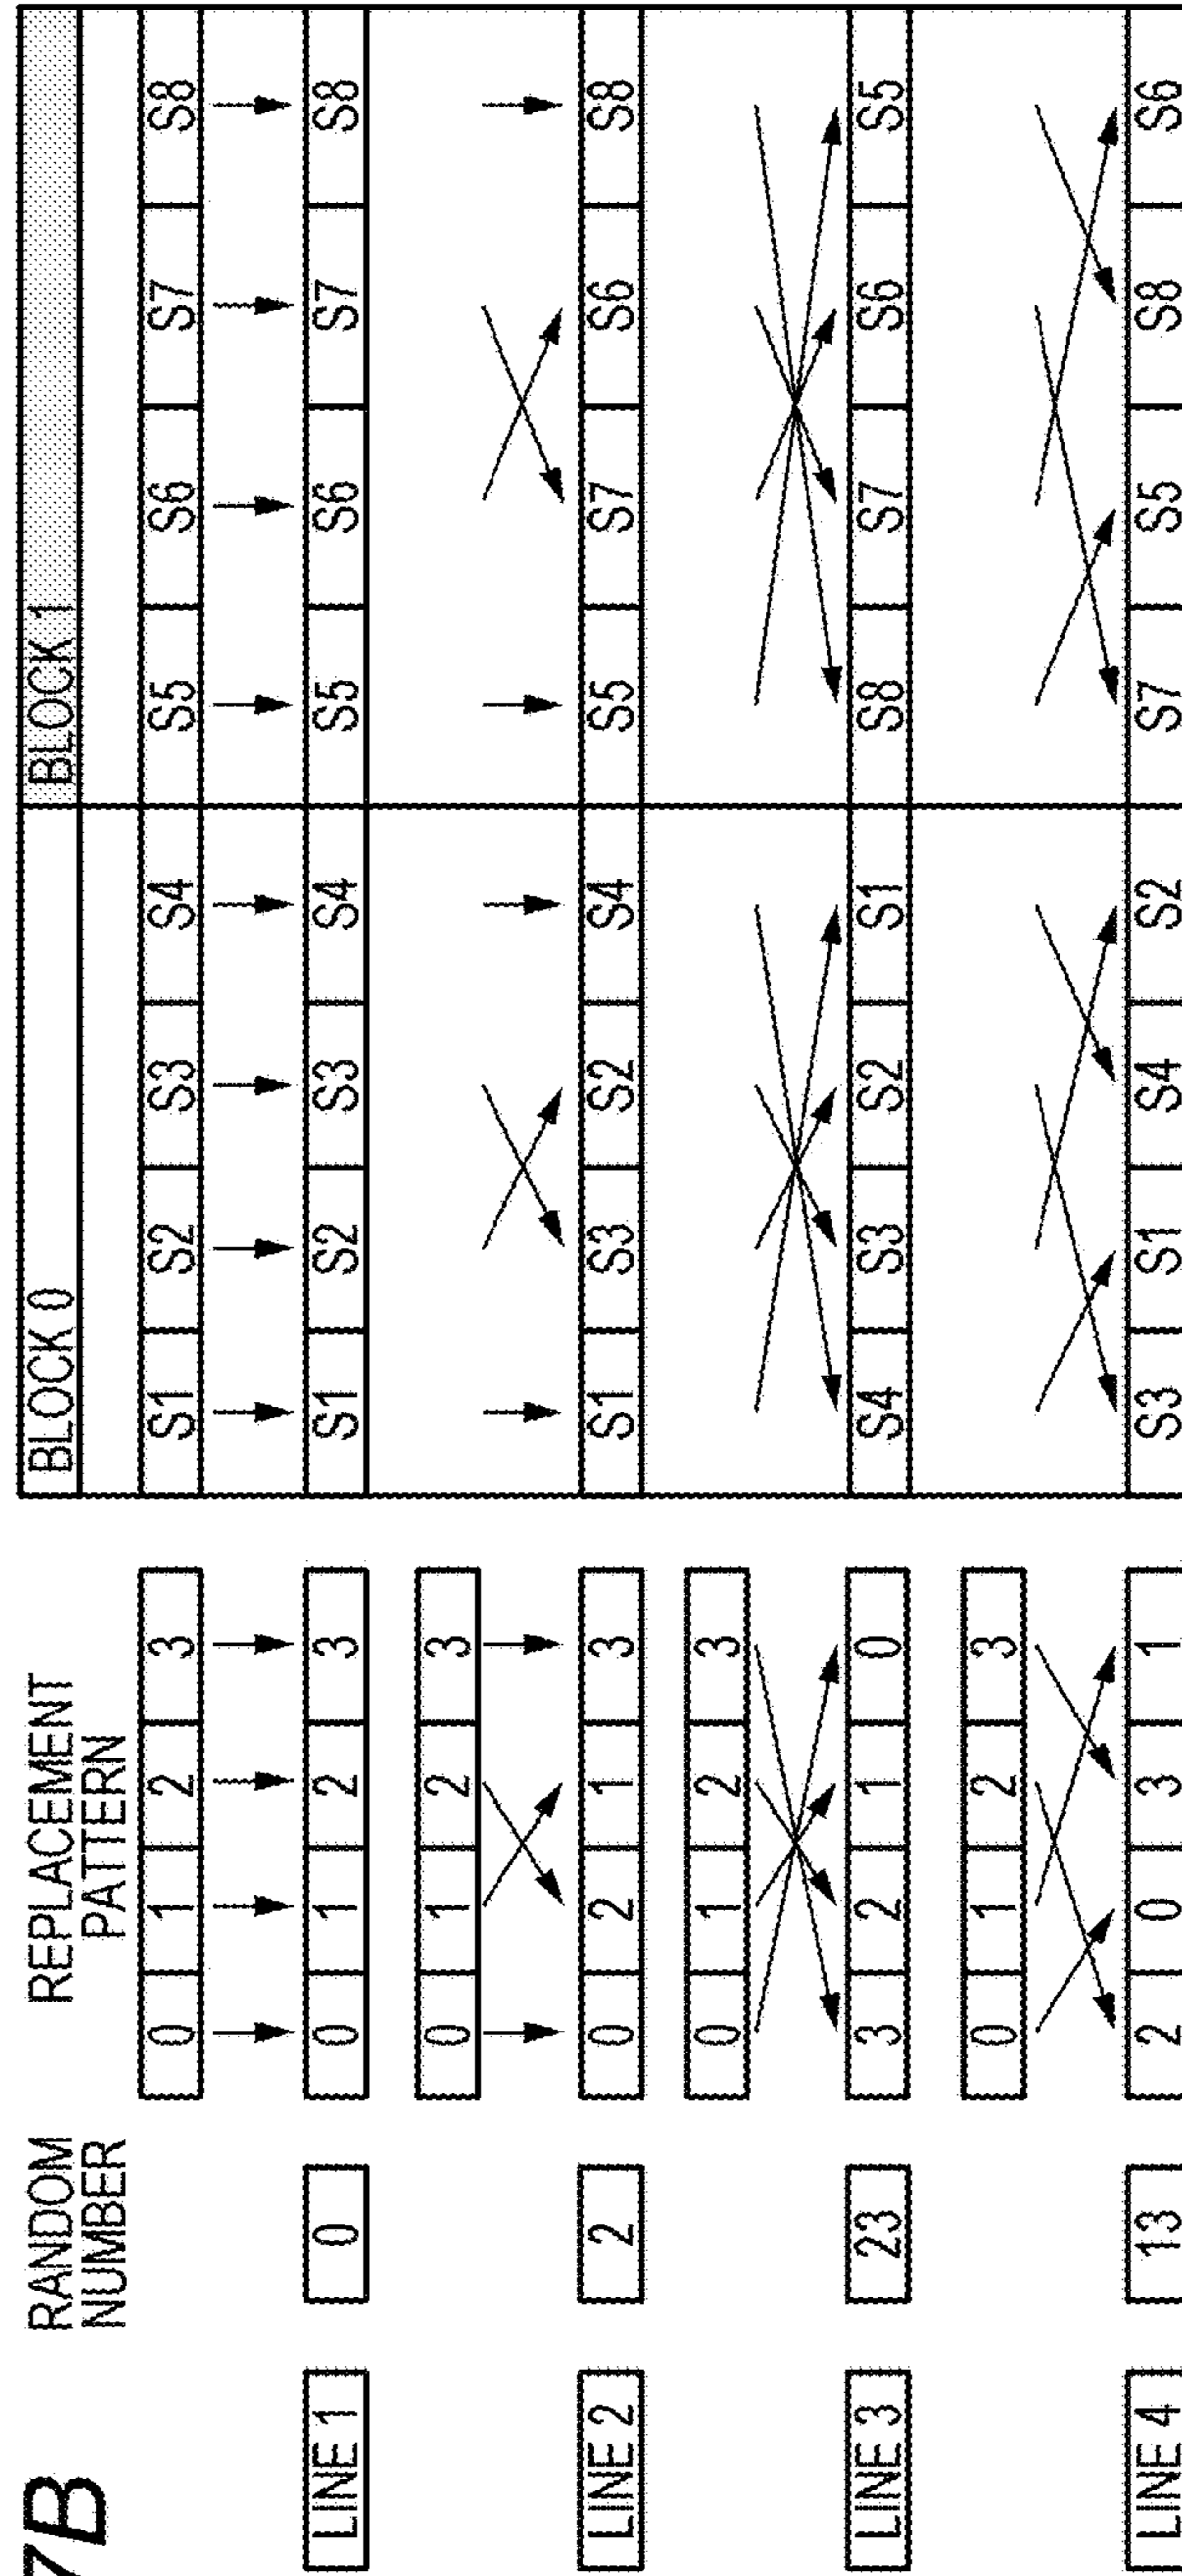 7B
RANDOM NUMBER
REPLACEMENT PATTERN
BLOCK 0
BLOCK 1
0 1 2 3
S1 S2 S3 S4 S5 S6 S7 S8
LINE 1
0
0 1 2 3
S1 S2 S3 S4 S5 S6 S7 S8
0 1 2 3
LINE 2
2
0 2 1 3
S1 S3 S2 S4 S5 S7 S6 S8
0 1 2 3
LINE 3
23
3 2 1 0
S4 S3 S2 S1 S8 S7 S6 S5
0 1 2 3
LINE 4
13
2 0 3 1
S3 S1 S4 S2 S7 S5 S8 S6